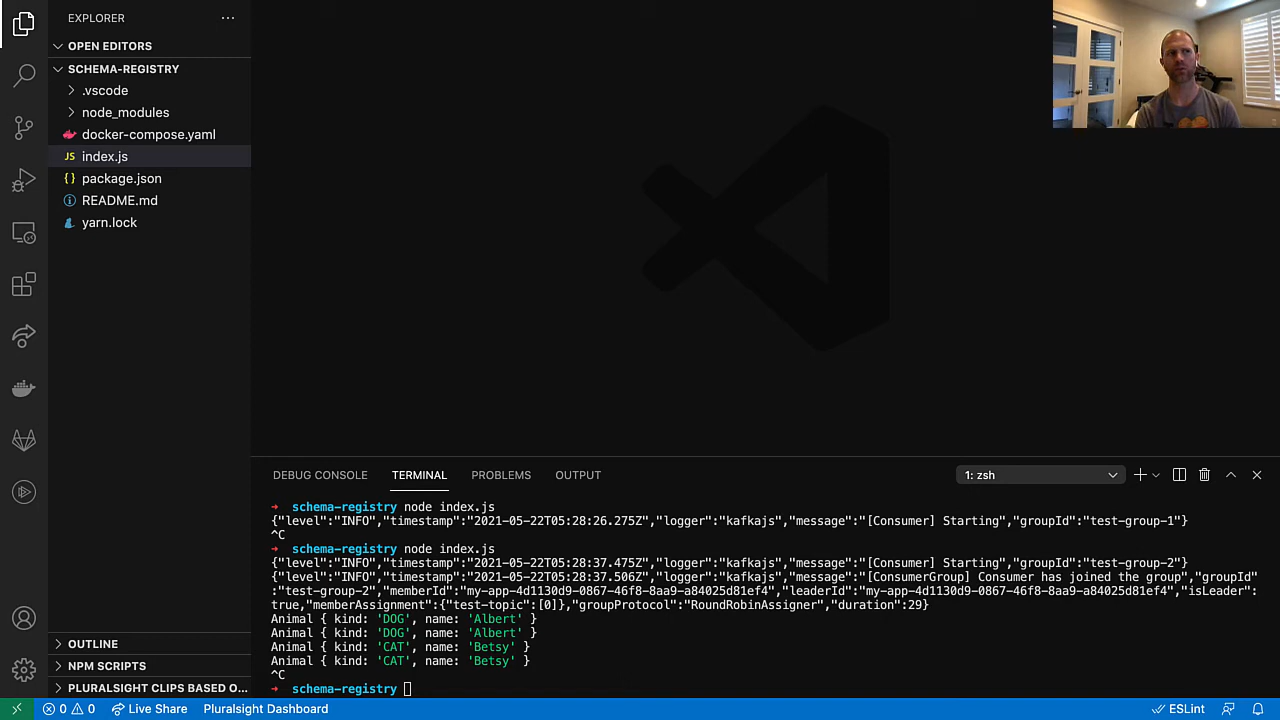 EXPLORER
OPEN EDITORS
SCHEMA-REGISTRY
.vscode
node_modules
docker-compose.yaml
JS index.js
{} package.json
README.md
yarn.lock
OUTLINE
NPM SCRIPTS
PLURALSIGHT CLIPS BASED O...
DEBUG CONSOLE TERMINAL PROBLEMS OUTPUT 1: zsh
➜ schema-registry node index.js
{"level":"INFO","timestamp":"2021-05-22T05:28:26.275Z","logger":"kafkajs","message":"[Consumer] Starting","groupId":"test-group-1"}
^C
➜ schema-registry node index.js
{"level":"INFO","timestamp":"2021-05-22T05:28:37.475Z","logger":"kafkajs","message":"[Consumer] Starting","groupId":"test-group-2"}
{"level":"INFO","timestamp":"2021-05-22T05:28:37.506Z","logger":"kafkajs","message":"[ConsumerGroup] Consumer has joined the group","groupId"
:"test-group-2","memberId":"my-app-4d1130d9-0867-46f8-8aa9-a84025d81ef4","leaderId":"my-app-4d1130d9-0867-46f8-8aa9-a84025d81ef4","isLeader":
true,"memberAssignment":{"test-topic":[0]},"groupProtocol":"RoundRobinAssigner","duration":29}
Animal { kind: 'DOG', name: 'Albert' }
Animal { kind: 'DOG', name: 'Albert' }
Animal { kind: 'CAT', name: 'Betsy' }
Animal { kind: 'CAT', name: 'Betsy' }
^C
➜ schema-registry
0 0 Live Share Pluralsight Dashboard ESLint